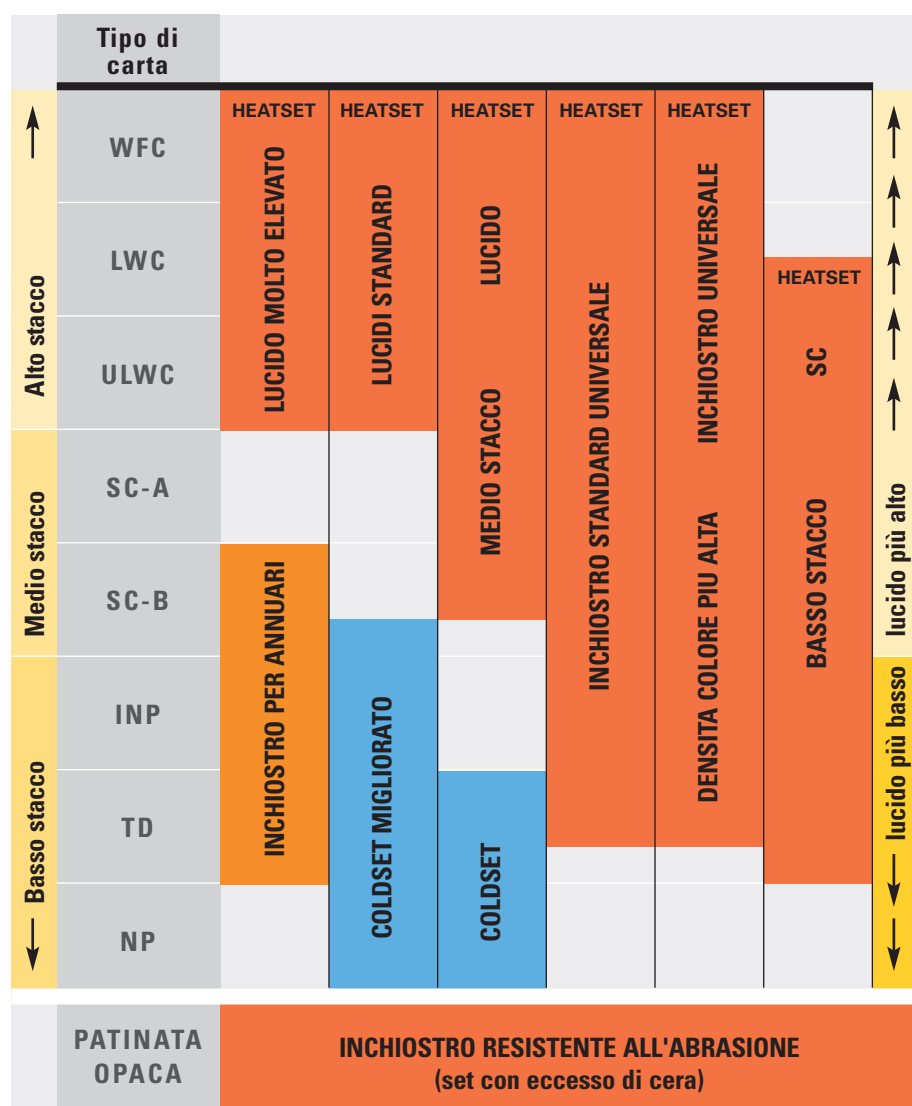 Tipo di
carta
Alto stacco
Medio stacco
Basso stacco
WFC
LWC
ULWC
SC-A
SC-B
INP
TD
NP
HEATSET
LUCIDO MOLTO ELEVATO
INCHIOSTRO PER ANNUARI
HEATSET
LUCIDI STANDARD
COLDSET MIGLIORATO
HEATSET
MEDIO STACCO LUCIDO
COLDSET
HEATSET
INCHIOSTRO STANDARD UNIVERSALE
HEATSET
DENSITA COLORE PIU ALTA INCHIOSTRO UNIVERSALE
HEATSET
BASSO STACCO SC
lucido più alto
lucido più basso
PATINATA
OPACA
INCHIOSTRO RESISTENTE ALL'ABRASIONE
(set con eccesso di cera)